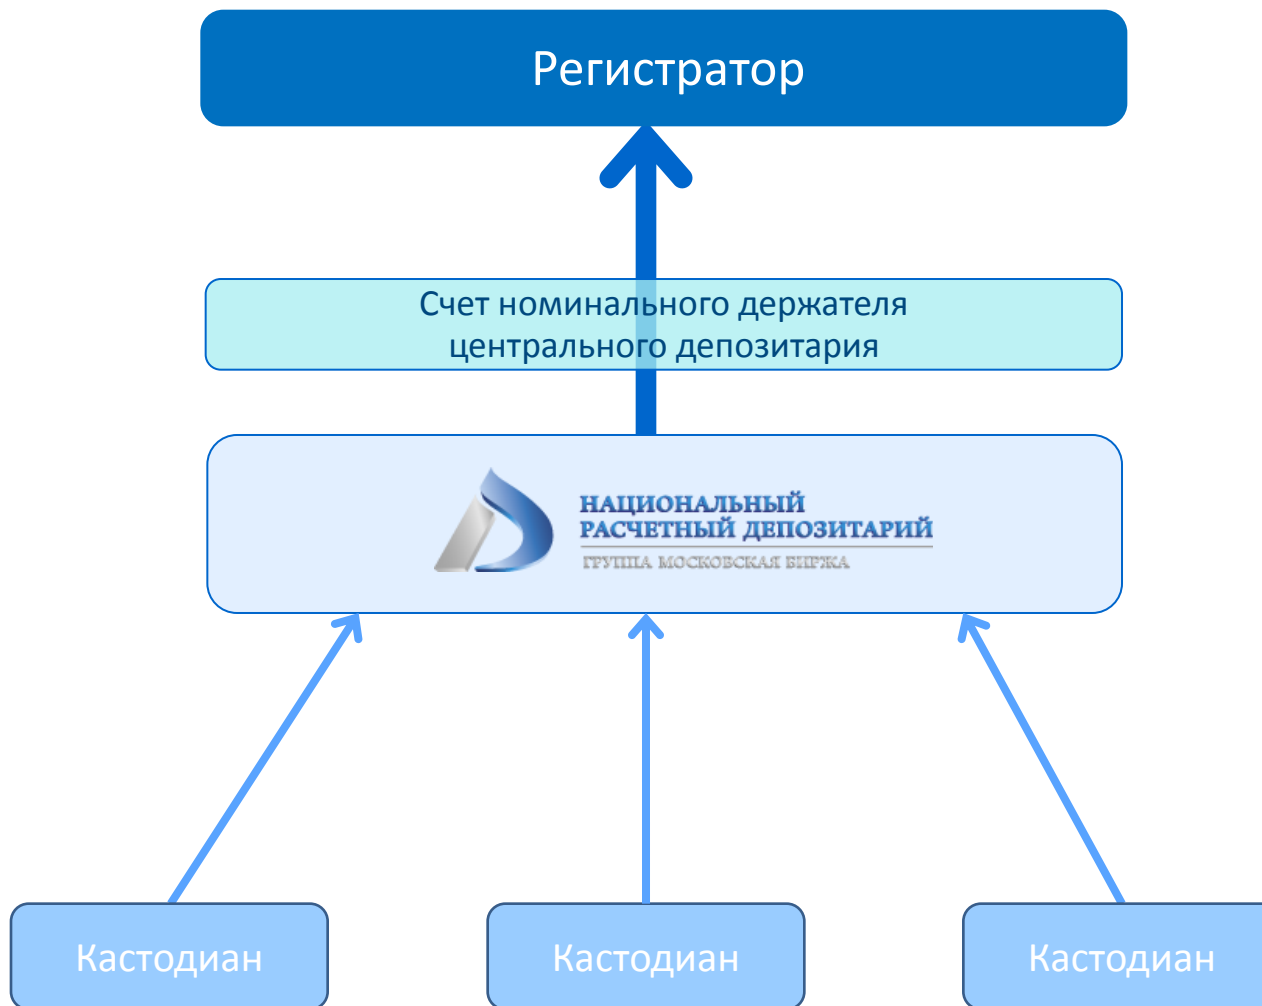 Регистратор
Счет номинального держателя
центрального депозитария
НАЦИОНАЛЬНЫЙ
РАСЧЕТНЫЙ ДЕПОЗИТАРИЙ
ГРУППА МОСКОВСКАЯ БИРЖА
Кастодиан
Кастодиан
Кастодиан